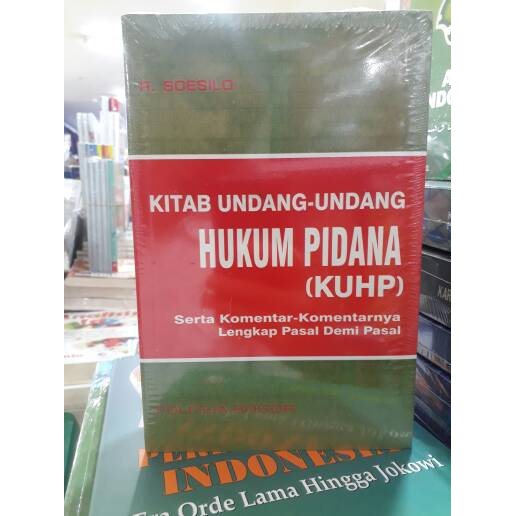 R. SOESILO
KITAB UNDANG-UNDANG
HUKUM PIDANA
(KUHP)
Serta Komentar-Komentarnya
Lengkap Pasal Demi Pasal
INDONESIA
Era Orde Lama Hingga Jokowi